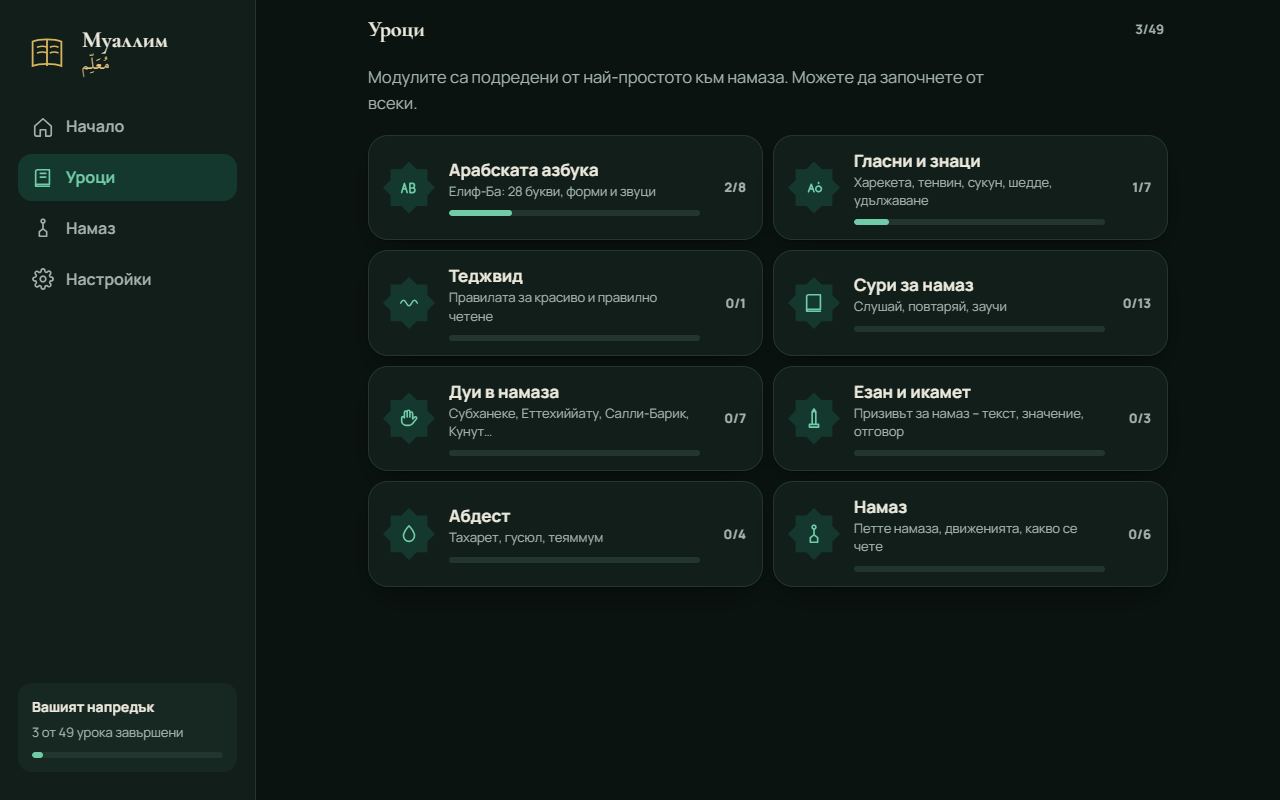 Муаллим
مُعَلِّم
Начало
Уроци
Намаз
Настройки
Вашият напредък
3 от 49 урока завършени
Уроци
3/49
Модулите са подредени от най-простото към намаза. Можете да започнете от
всеки.
Арабската азбука
Елиф-Ба: 28 букви, форми и звуци
2/8
Гласни и знаци
Харекета, тенвин, сукун, шедде,
удължаване
1/7
Теджвид
Правилата за красиво и правилно
четене
0/1
Сури за намаз
Слушай, повтаряй, заучи
0/13
Дуи в намаза
Субханеке, Еттехиййату, Салли-Барик,
Кунут…
0/7
Езан и икамет
Призивът за намаз – текст, значение,
отговор
0/3
Абдест
Тахарет, гусюл, теяммум
0/4
Намаз
Петте намаза, движенията, какво се
чете
0/6